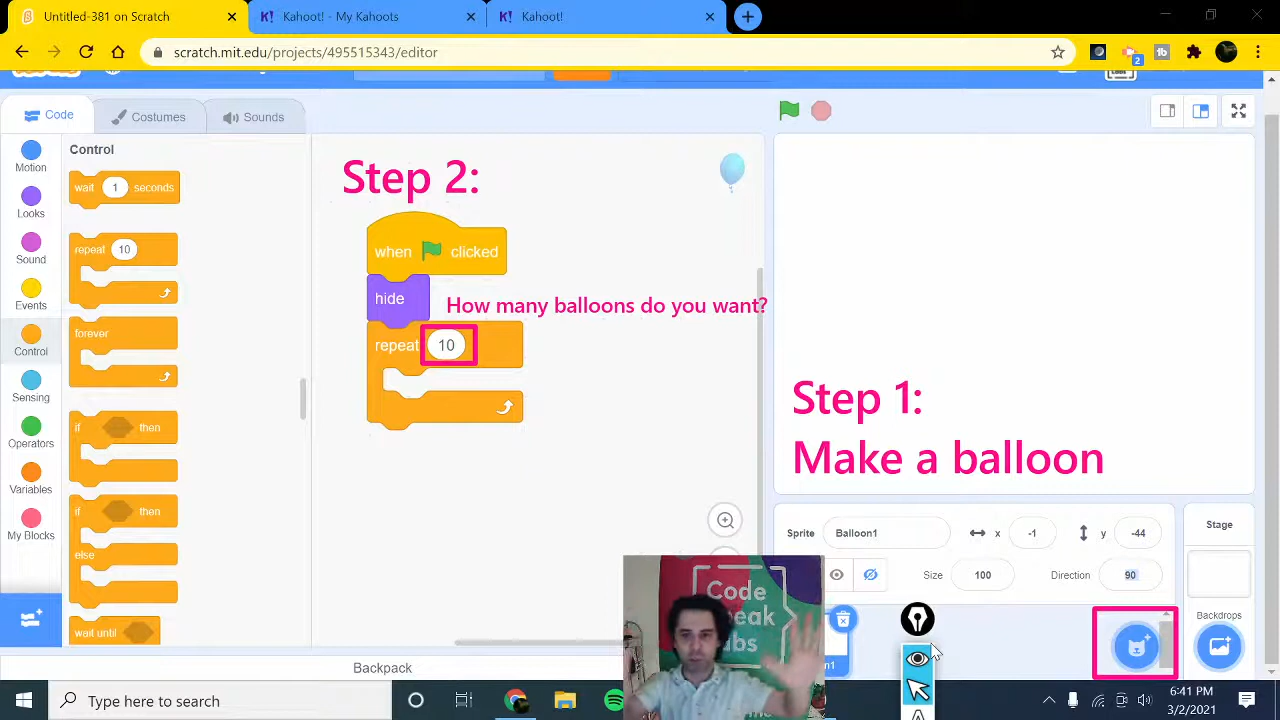 Untitled-381 on Scratch
Kahoot! - My Kahoots
Kahoot!
scratch.mit.edu/projects/495515343/editor
2
Code
Costumes
Sounds
Motion
Looks
Sound
Events
Control
Sensing
Operators
Variables
My Blocks
Control
wait 1 seconds
repeat 10
forever
if then
if then
else
wait until
Step 2:
when clicked
hide
How many balloons do you want?
repeat 10
Step 1:
Make a balloon
Sprite Balloon1 x -1 y -44
Size 100 Direction 90
Stage
Backdrops
Code
Backpack
Type here to search
6:41 PM
3/2/2021